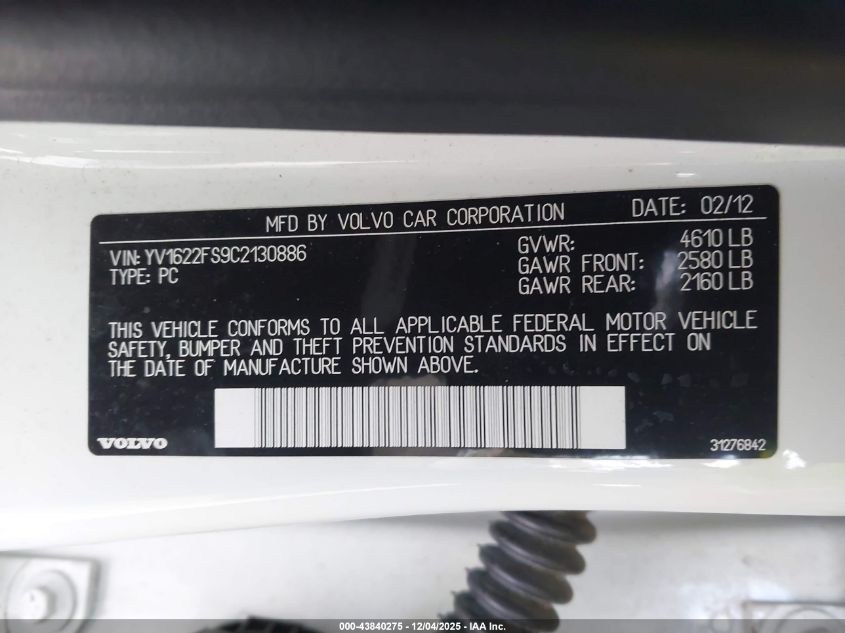 MFD BY VOLVO CAR CORPORATION DATE: 02/12
VIN: YV1622FS9C2130886
TYPE: PC
GVWR: 4610 LB
GAWR FRONT: 2580 LB
GAWR REAR: 2160 LB
THIS VEHICLE CONFORMS TO ALL APPLICABLE FEDERAL MOTOR VEHICLE
SAFETY, BUMPER AND THEFT PREVENTION STANDARDS IN EFFECT ON
THE DATE OF MANUFACTURE SHOWN ABOVE.
VOLVO 31276842
000-43840275 - 12/04/2025 - IAA Inc.